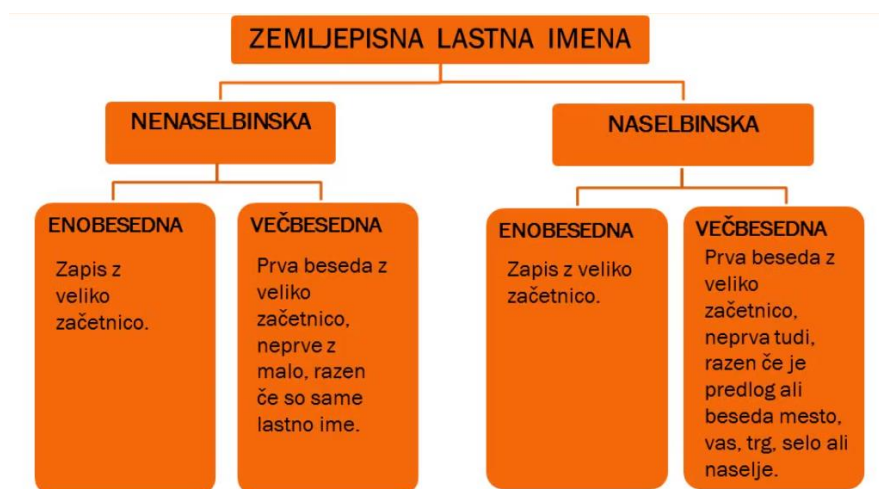 ZEMLJEPISNA LASTNA IMENA
NENASELBINSKA
ENOBESEDNA
Zapis z
veliko
začetnico.
VEČBESEDNA
Prva beseda z
veliko
začetnico,
neprve z
malo, razen
če so same
lastno ime.
NASELBINSKA
ENOBESEDNA
Zapis z veliko
začetnico.
VEČBESEDNA
Prva beseda z
veliko
začetnico,
neprva tudi,
razen če je
predlog ali
beseda mesto,
vas, trg, selo ali
naselje.